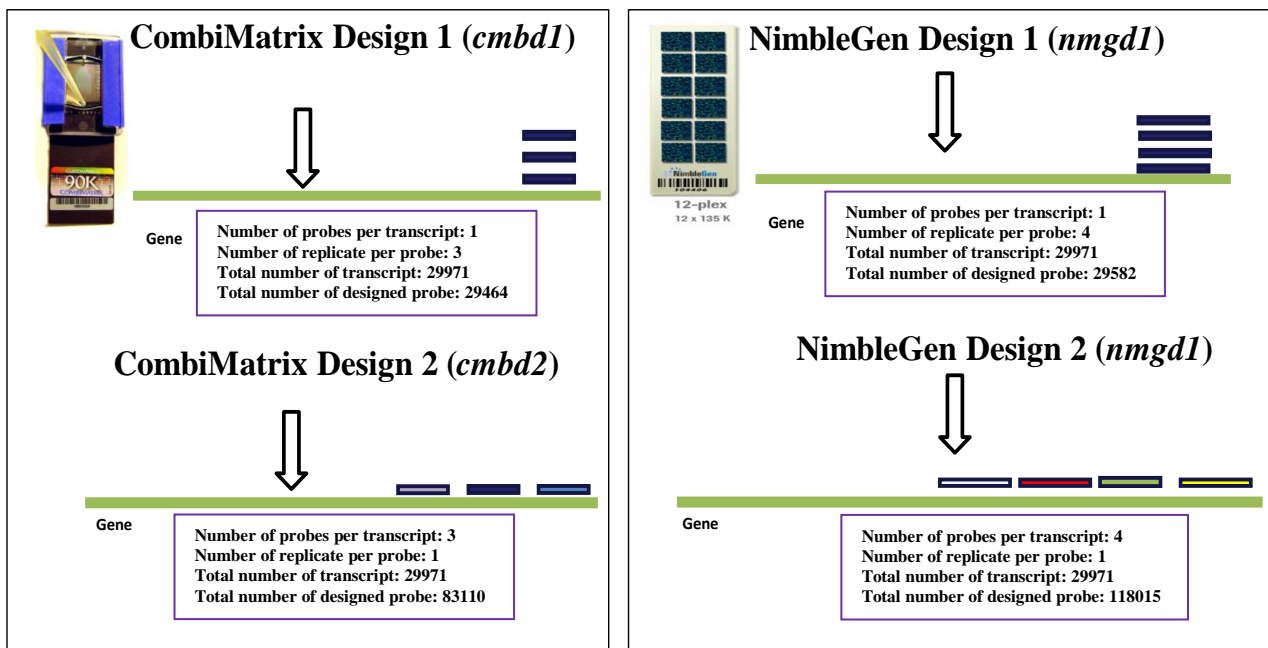 CombiMatrix Design 1 (cmbd1)
90K
COMBIMATRIX
Gene
Number of probes per transcript: 1
Number of replicate per probe: 3
Total number of transcript: 29971
Total number of designed probe: 29464
CombiMatrix Design 2 (cmbd2)
Gene
Number of probes per transcript: 3
Number of replicate per probe: 1
Total number of transcript: 29971
Total number of designed probe: 83110
NimbleGen Design 1 (nmgd1)
NimbleGen
104406
12-plex
12 x 135 K
Gene
Number of probes per transcript: 1
Number of replicate per probe: 4
Total number of transcript: 29971
Total number of designed probe: 29582
NimbleGen Design 2 (nmgd1)
Gene
Number of probes per transcript: 4
Number of replicate per probe: 1
Total number of transcript: 29971
Total number of designed probe: 118015